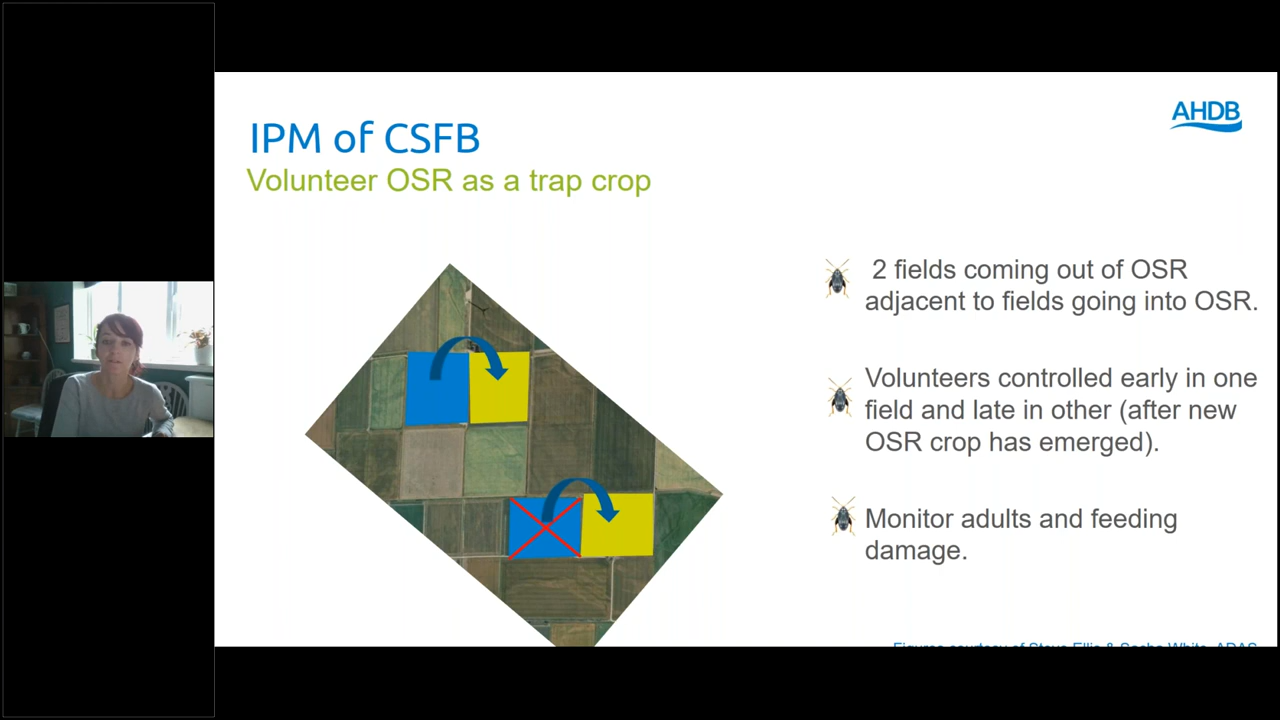 AHDB
IPM of CSFB
Volunteer OSR as a trap crop
2 fields coming out of OSR
adjacent to fields going into OSR.
Volunteers controlled early in one
field and late in other (after new
OSR crop has emerged).
Monitor adults and feeding
damage.
Figures courtesy of Steve Ellis & Sacha White, ADAS